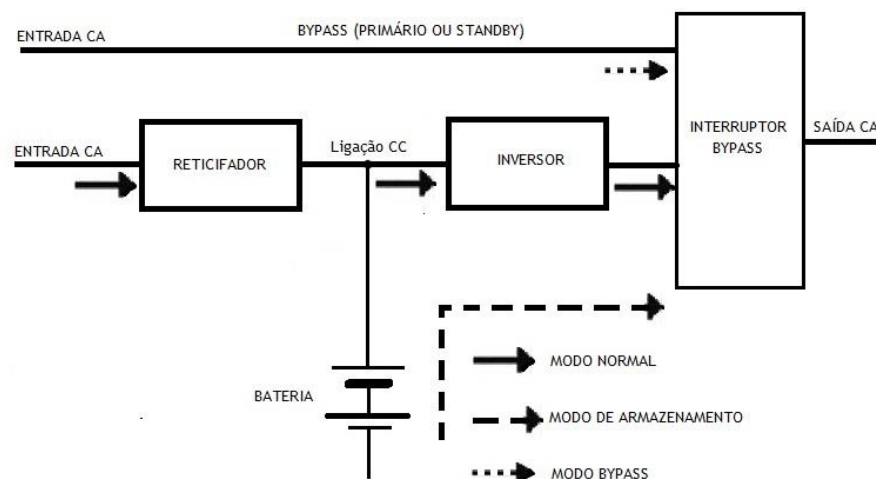 ENTRADA CA
BYPASS (PRIMÁRIO OU STANDBY)
ENTRADA CA
RETICIFADOR
Ligação CC
INVERSOR
INTERRUPTOR
BYPASS
SAÍDA CA
BATERIA
MODO NORMAL
MODO DE ARMAZENAMENTO
MODO BYPASS